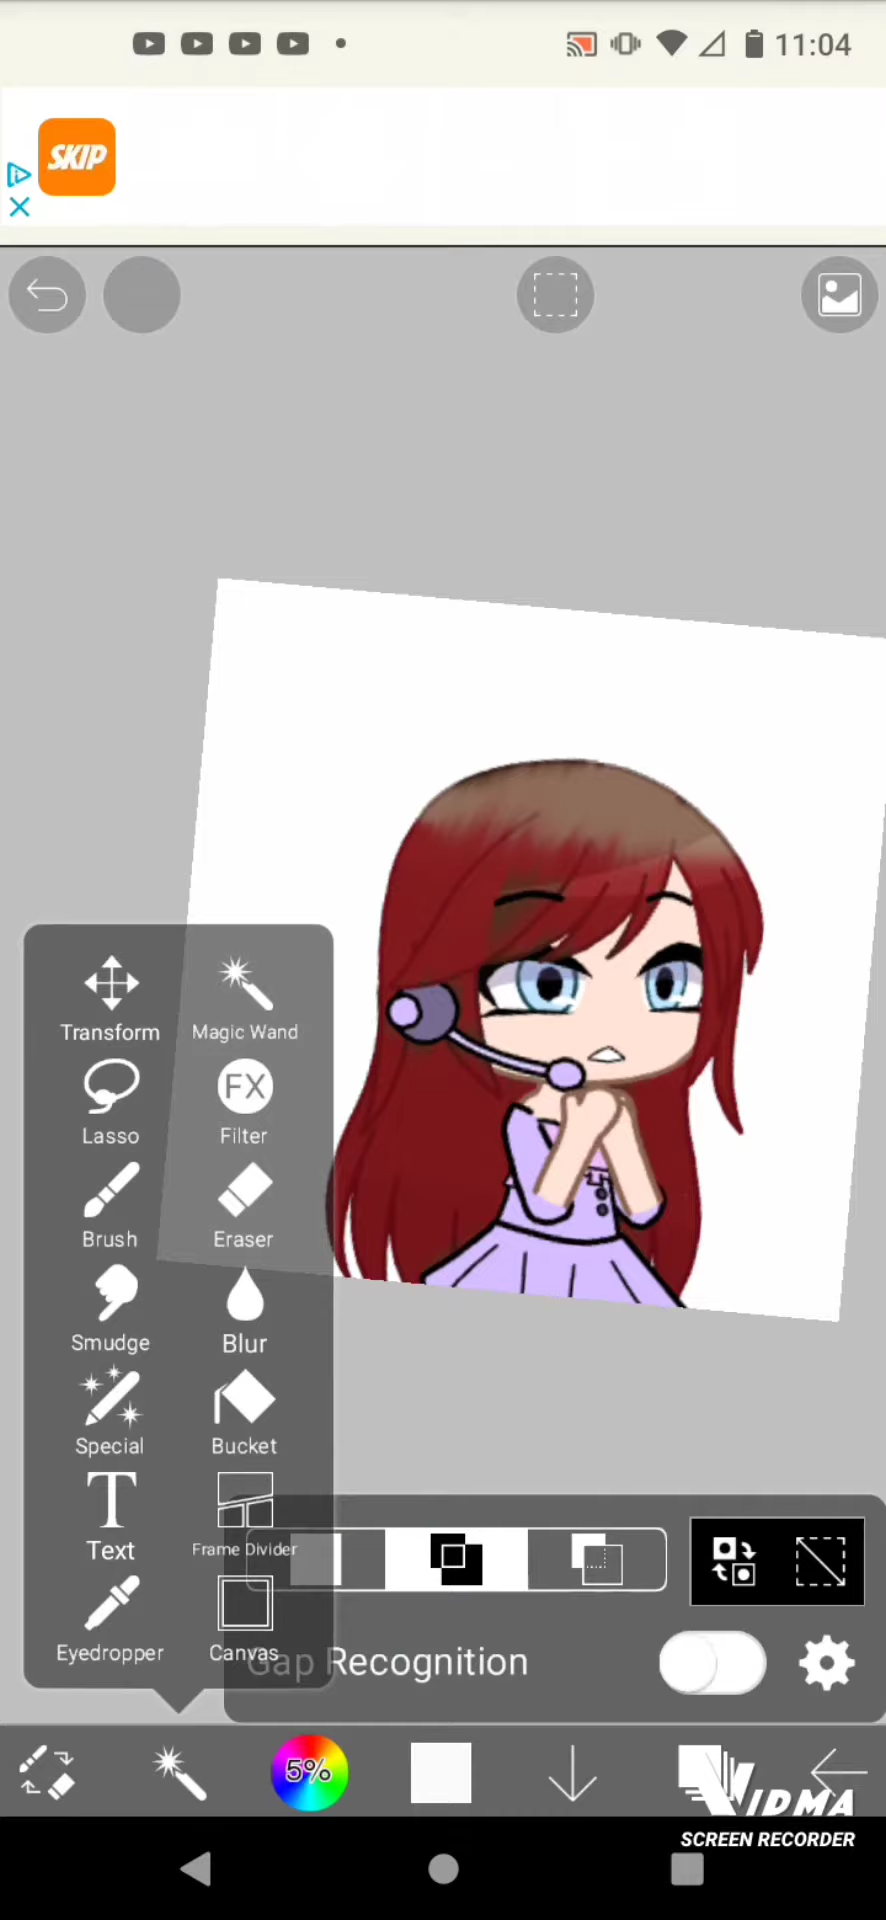 11:04
SKIP
Transform
Magic Wand
Lasso
FX
Filter
Brush
Eraser
Smudge
Blur
Special
Bucket
T
Text
Frame Divider
Eyedropper
Canvas
Gap Recognition
5%
VIDMA
SCREEN RECORDER